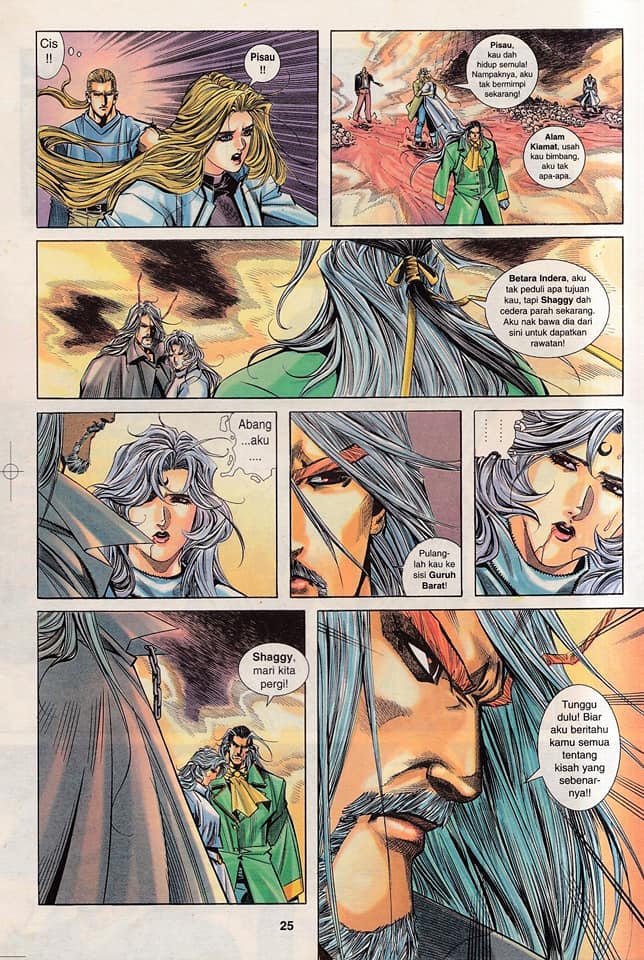 Cis
!!
Pisau
!!
Pisau,
kau dah
hidup semula!
Nampaknya, aku
tak bermimpi
sekarang!
Alam
Kiamat, usah
kau bimbang,
aku tak
apa-apa.
Betara Indera, aku
tak peduli apa tujuan
kau, tapi Shaggy dah
cedera parah sekarang.
Aku nak bawa dia dari
sini untuk dapatkan
rawatan!
Abang
...aku
....
Pulang-
lah kau ke
sisi Guruh
Barat!
Shaggy,
mari kita
pergi!
Tunggu
dulu! Biar
aku beritahu
kamu semua
tentang
kisah yang
sebenar-
nya!!
25